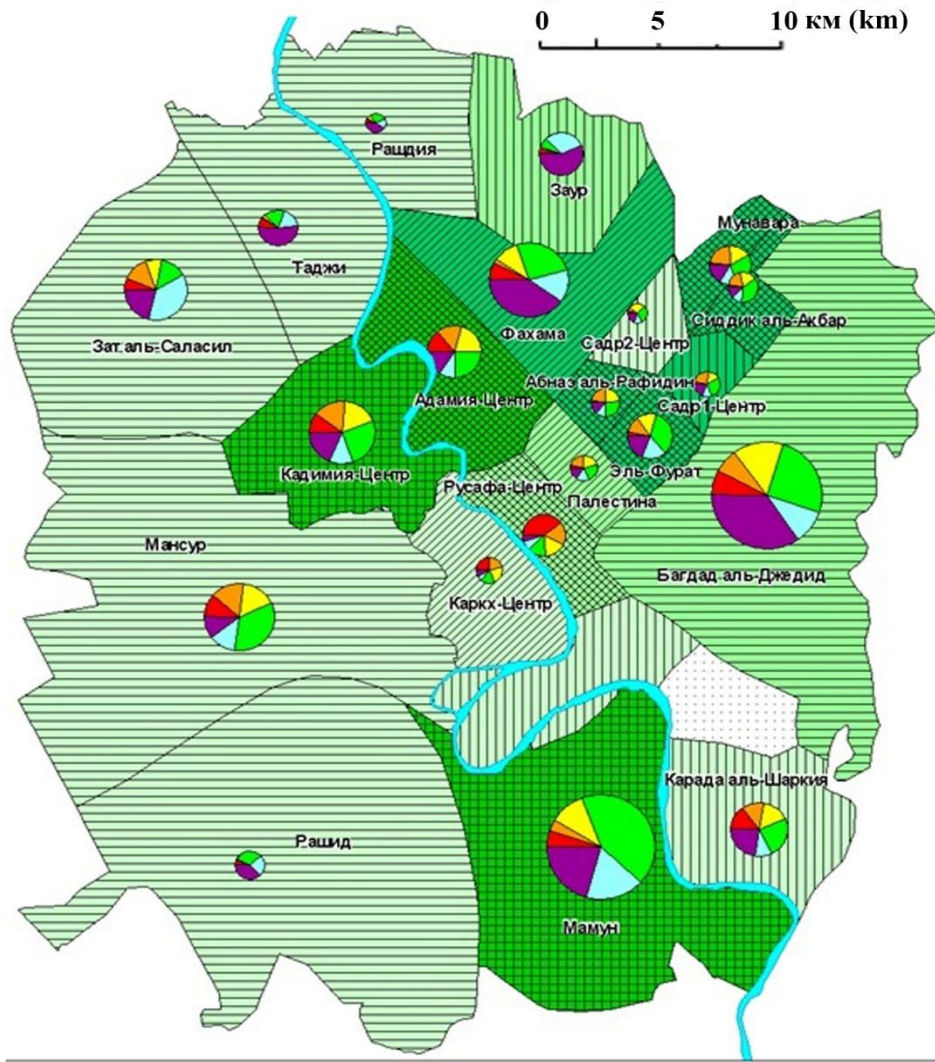 0 5 10 км (km)
Рашдия
Заур
Мунавара
Таджи
Сиддик аль-Акбар
Фахама
Садр2-Центр
Зат аль-Саласил
Абнаэ аль-Рафидин
Адамия-Центр
Садр1-Центр
Кадимия-Центр
Эль-Фурат
Русафа-Центр
Палестина
Мансур
Багдад аль-Джедид
Каркх-Центр
Карада аль-Шаркия
Рашид
Мамун